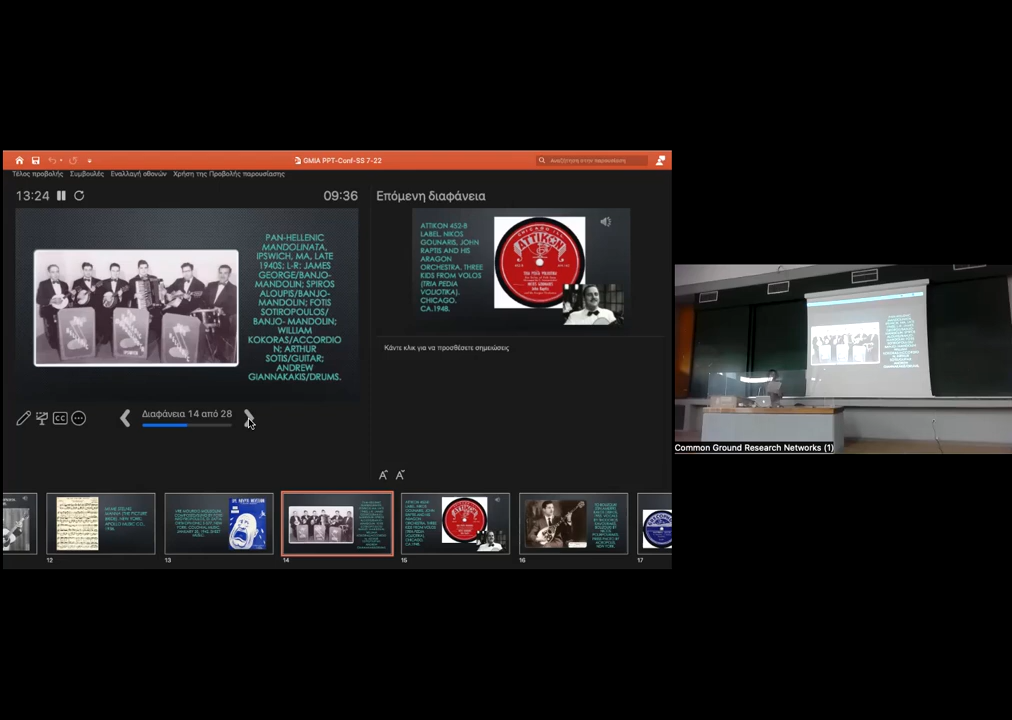 GMIA PPT-Conf-SS 7-22
Αναζήτηση στην παρουσίαση
Τέλος προβολής Συμβουλές Εναλλαγή οθονών Χρήση της Προβολής παρουσίασης
13:24
09:36
Επόμενη διαφάνεια
PAN-HELLENIC
MANDOLINATA,
IPSWICH, MA, LATE
1940S; L-R: JAMES
GEORGE/BANJO-
MANDOLIN; SPIROS
ALOUPIS/BANJO-
MANDOLIN; FOTIS
SOTIROPOULOS/
BANJO- MANDOLIN;
WILLIAM
KOKORAS/ACCORDIO
N; ARTHUR
SOTIS/GUITAR;
ANDREW
GIANNAKAKIS/DRUMS.
ATTIKON 452-B
LABEL, NIKOS
GOUNARIS, JOHN
RAPTIS AND HIS
ARAGON
ORCHESTRA, THREE
KIDS FROM VOLOS
(TRIA PEDIA
VOLIOTIKA).
CHICAGO.
CA.1948.
ATTIKON
Κάντε κλικ για να προσθέσετε σημειώσεις
Διαφάνεια 14 από 28
CC
Common Ground Research Networks (1)
12
13
14
15
16
17